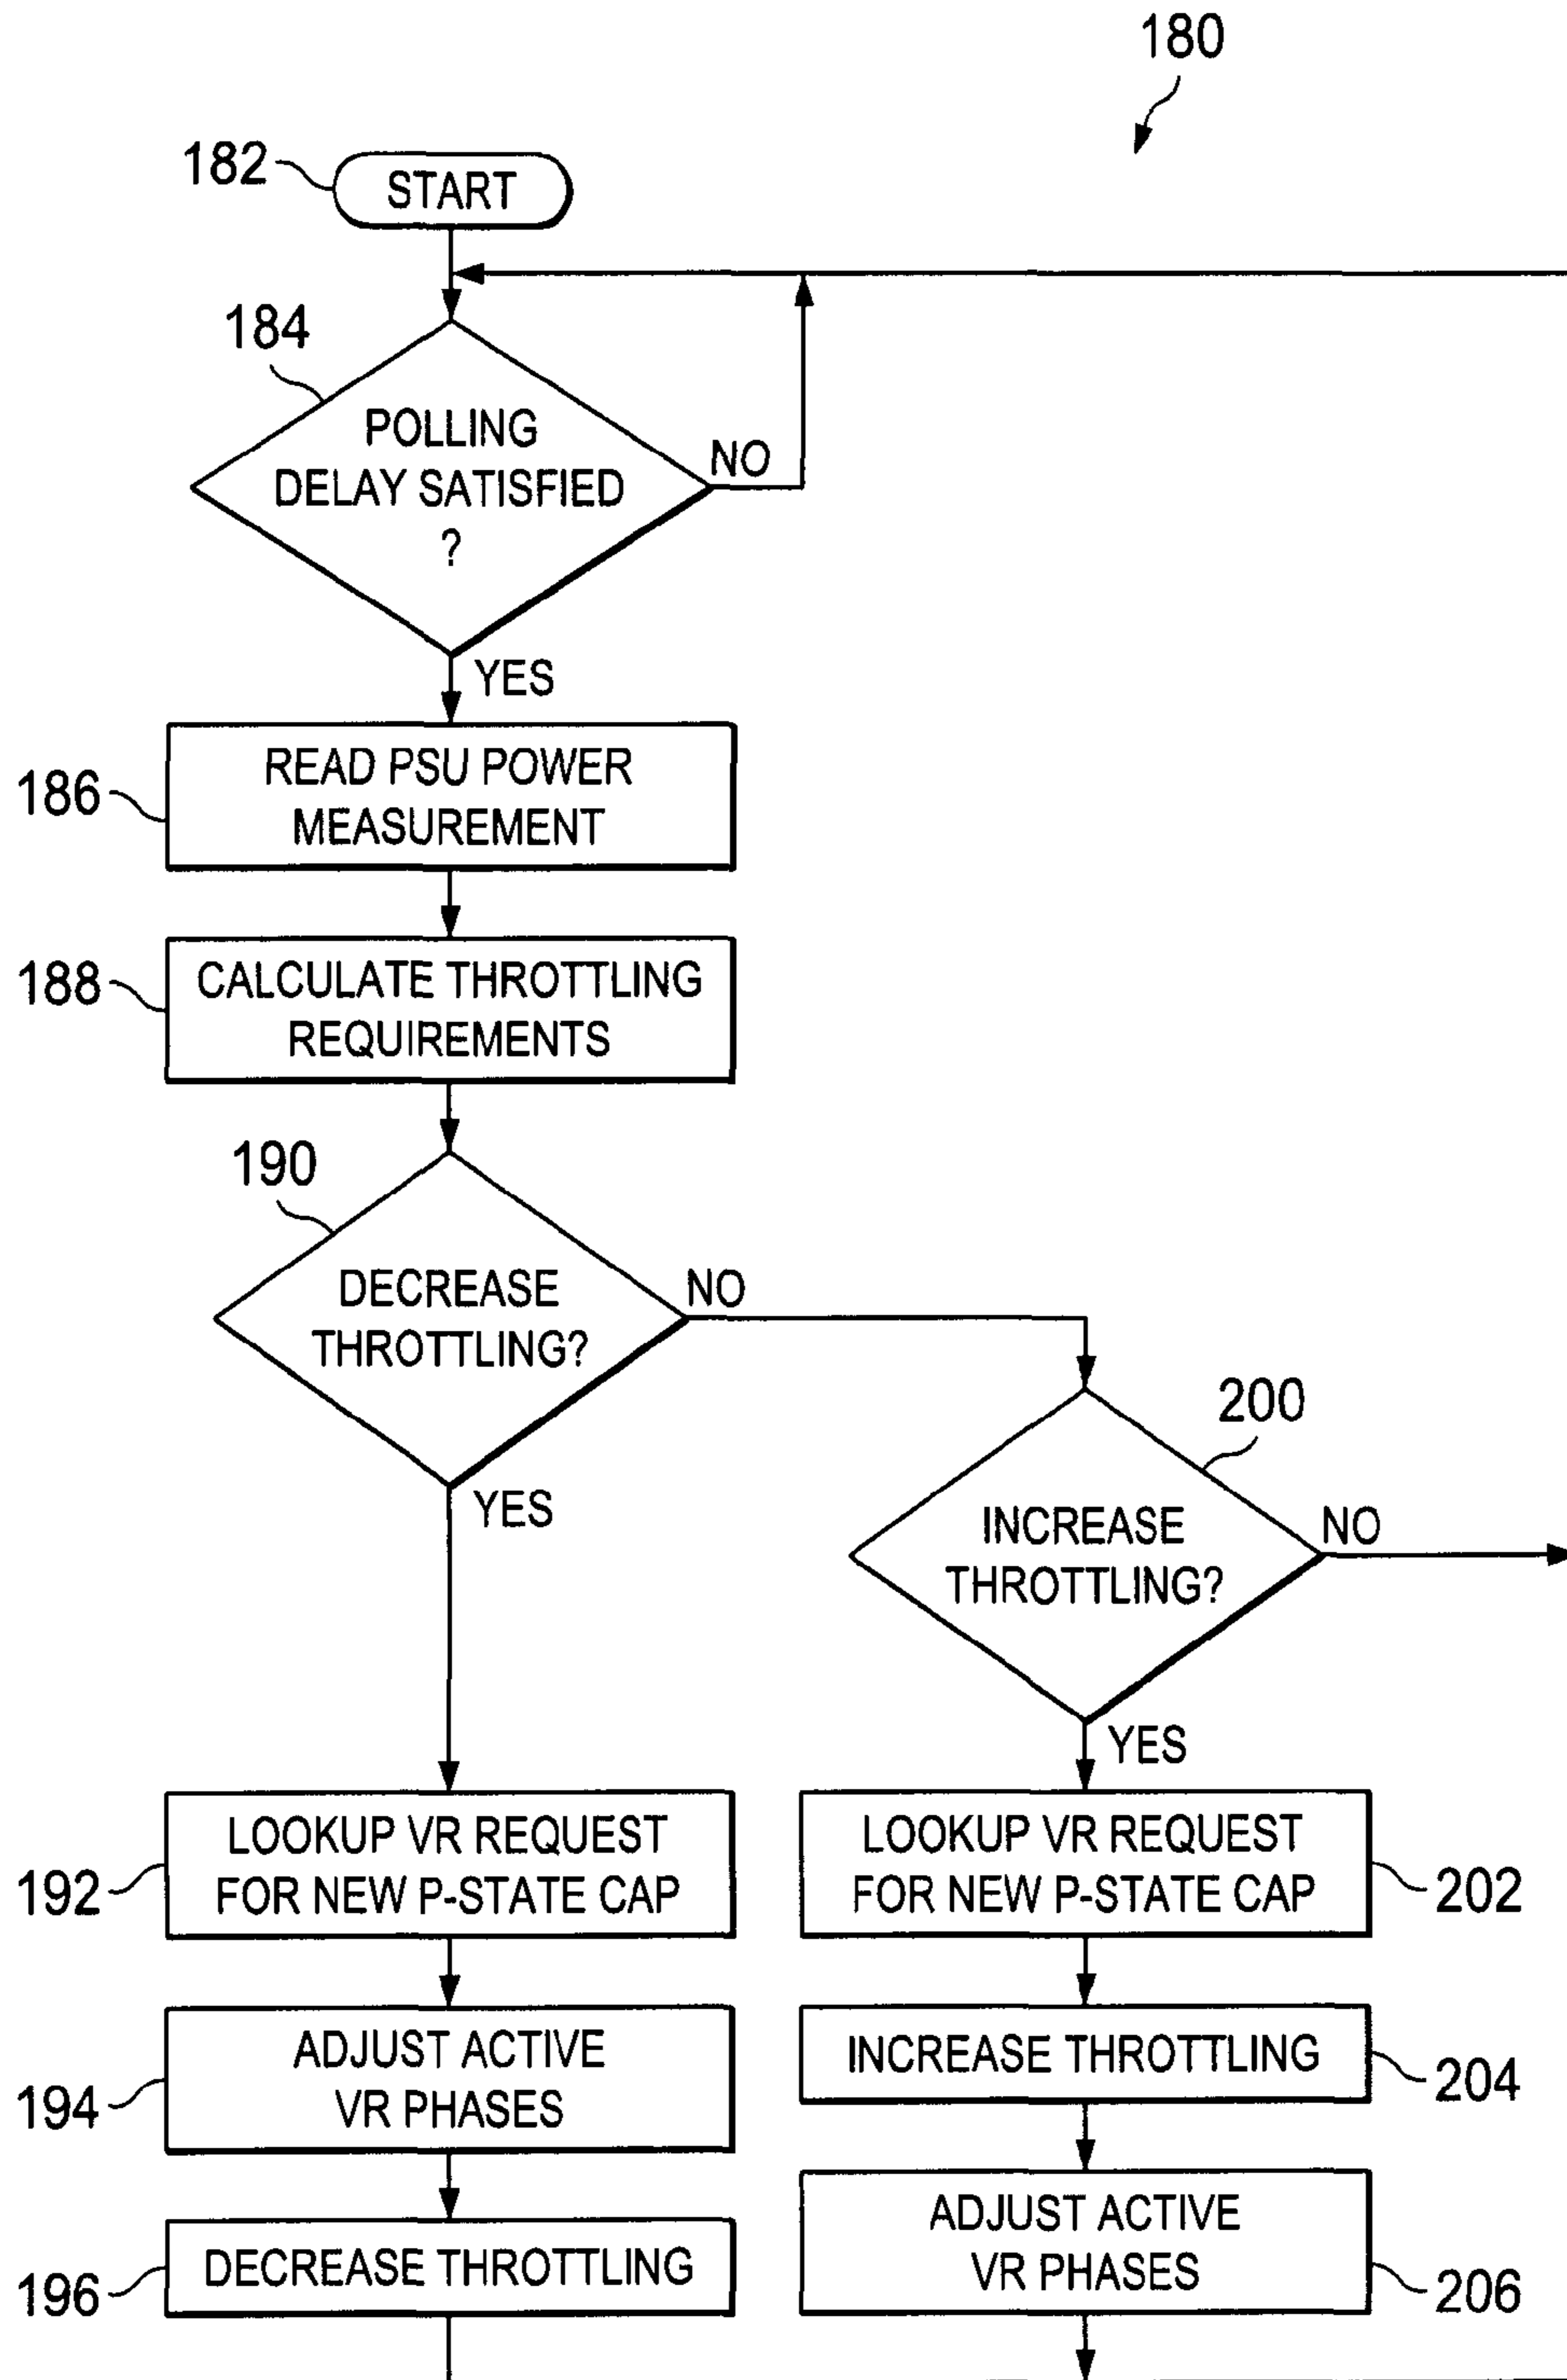 180
182
START
184
POLLING
DELAY SATISFIED
?
NO
YES
186
READ PSU POWER
MEASUREMENT
188
CALCULATE THROTTLING
REQUIREMENTS
190
DECREASE
THROTTLING?
NO
YES
200
INCREASE
THROTTLING?
NO
YES
192
LOOKUP VR REQUEST
FOR NEW P-STATE CAP
194
ADJUST ACTIVE
VR PHASES
196
DECREASE THROTTLING
LOOKUP VR REQUEST
FOR NEW P-STATE CAP
202
INCREASE THROTTLING
204
ADJUST ACTIVE
VR PHASES
206